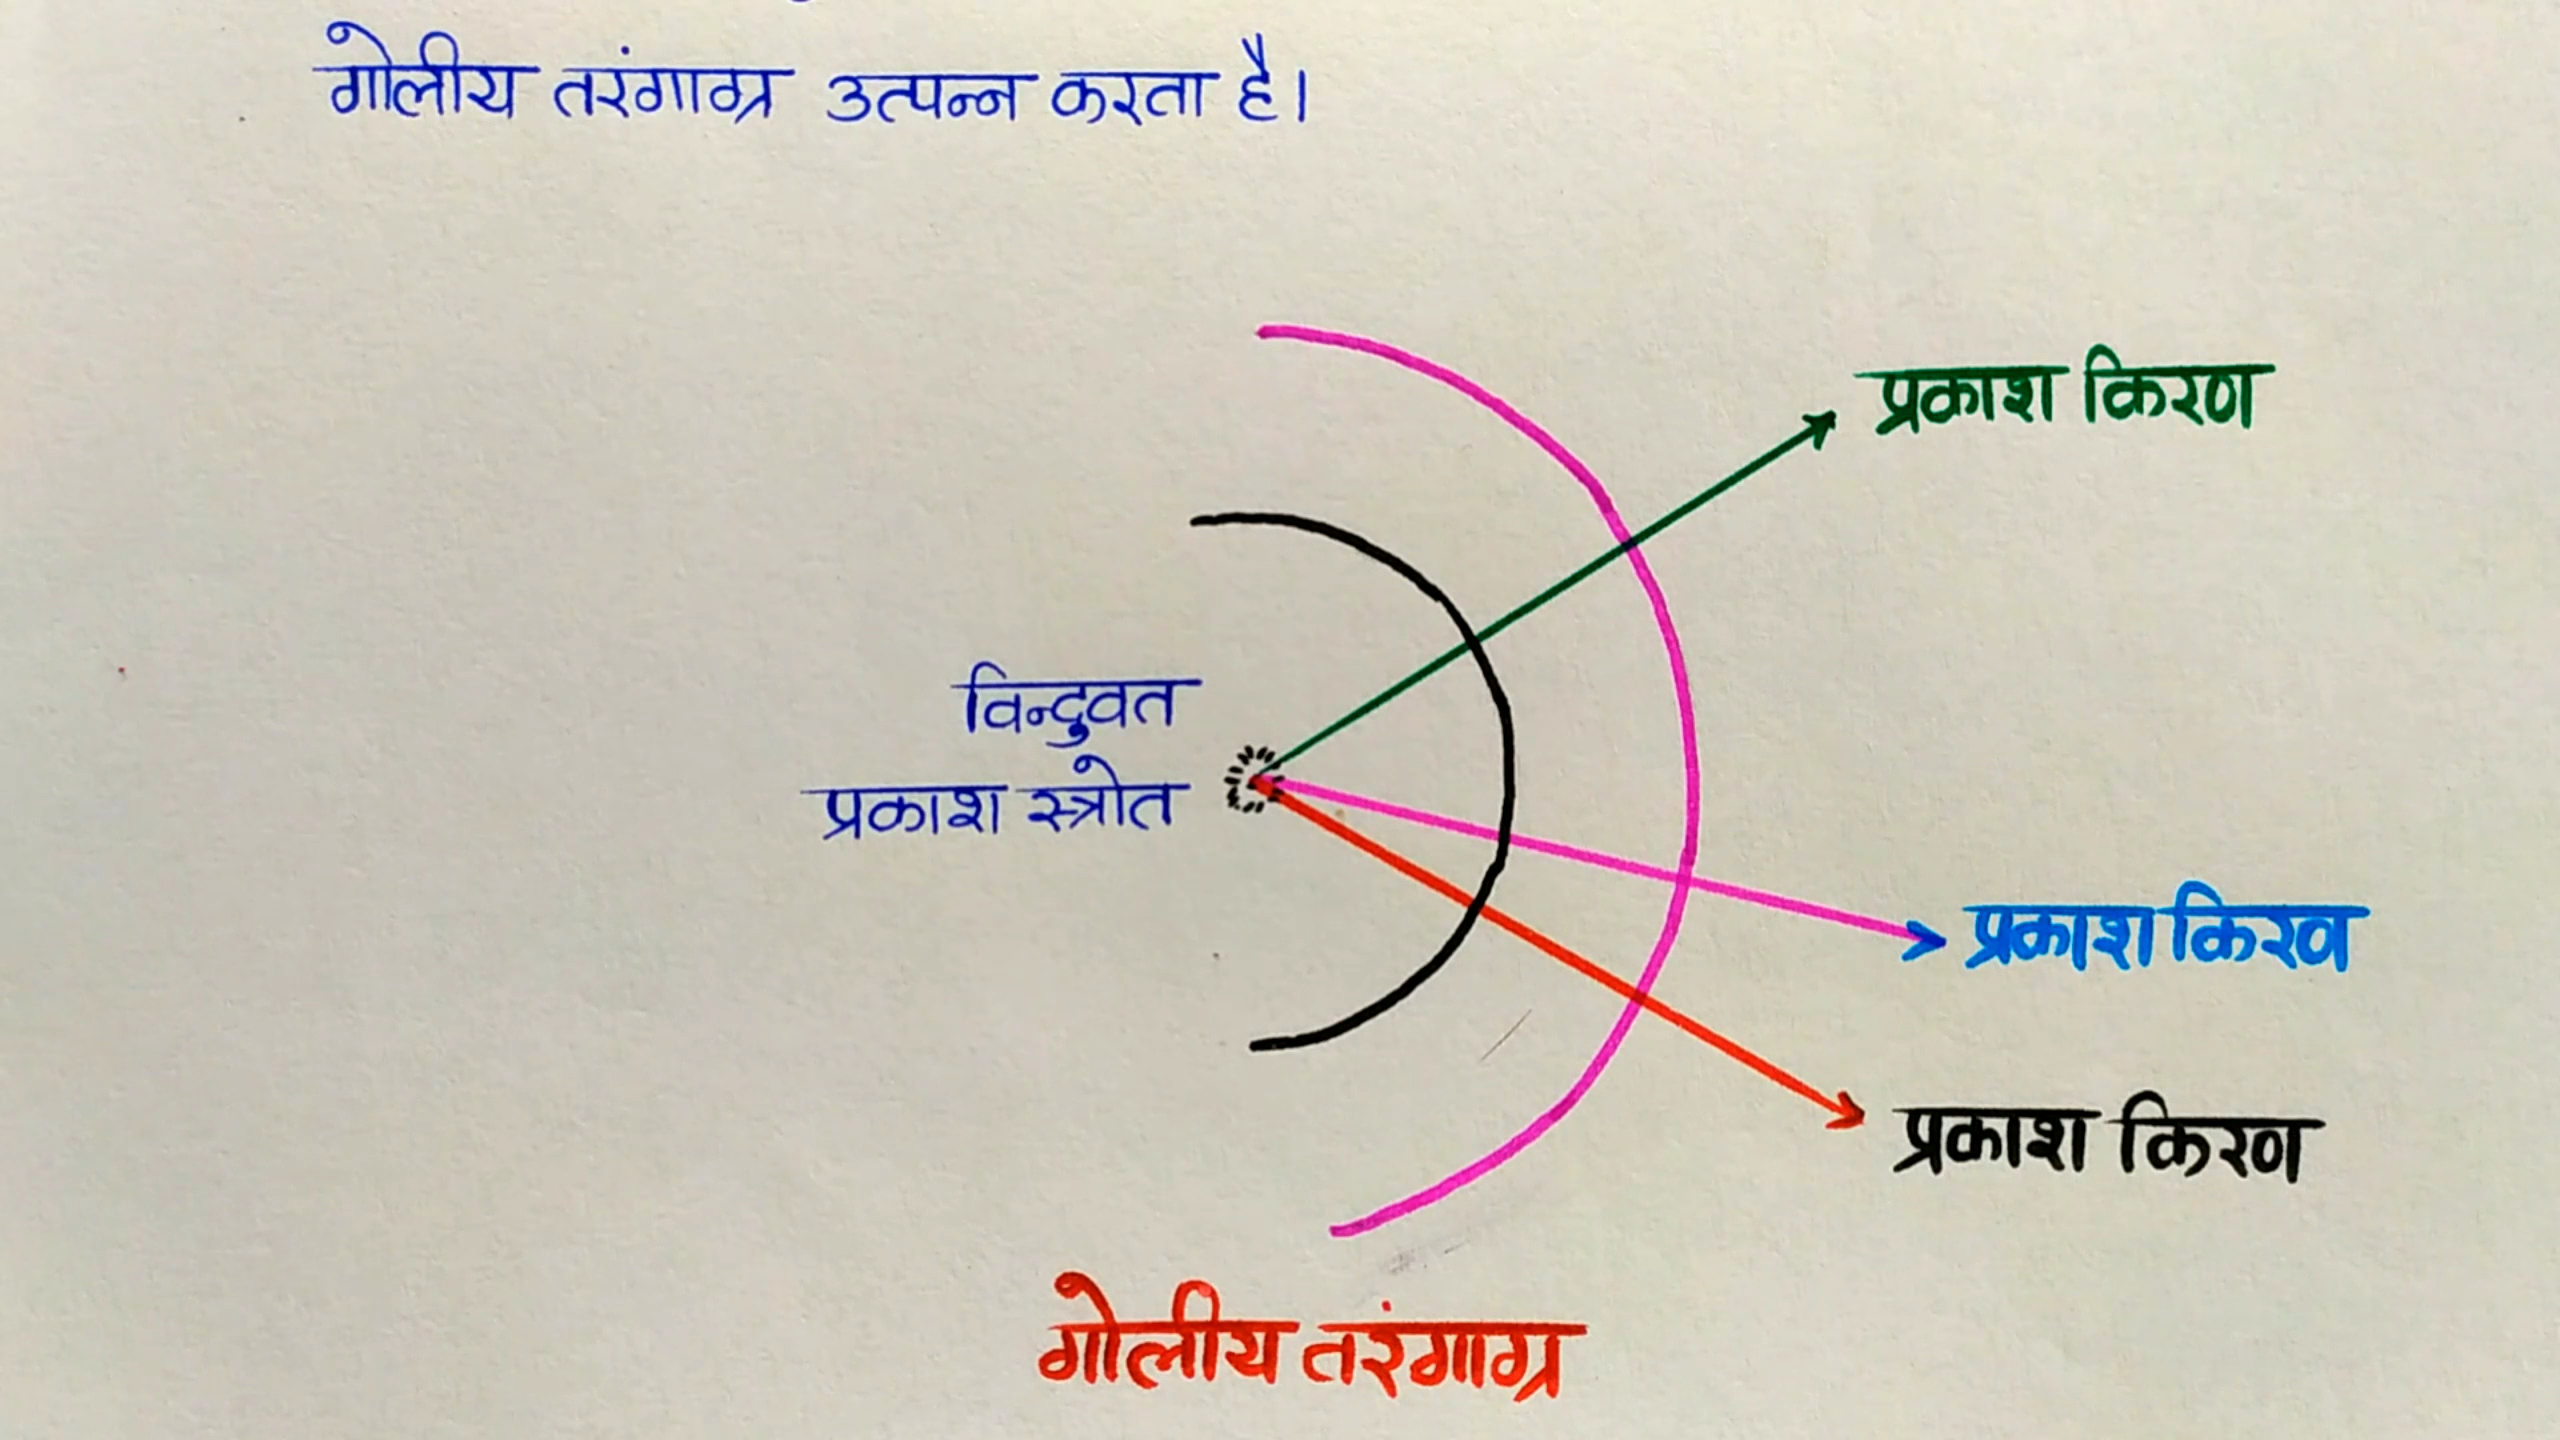 गोलीय तरंगाग्र उत्पन्न करता है।
प्रकाश किरण
विन्दुवत
प्रकाश स्त्रोत
प्रकाश किरण
प्रकाश किरण
गोलीय तरंगाग्र